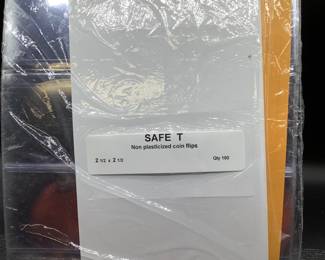 SAFE T
Non plasticized coin flips
2 1/2 x 2 1/2 Qty 100